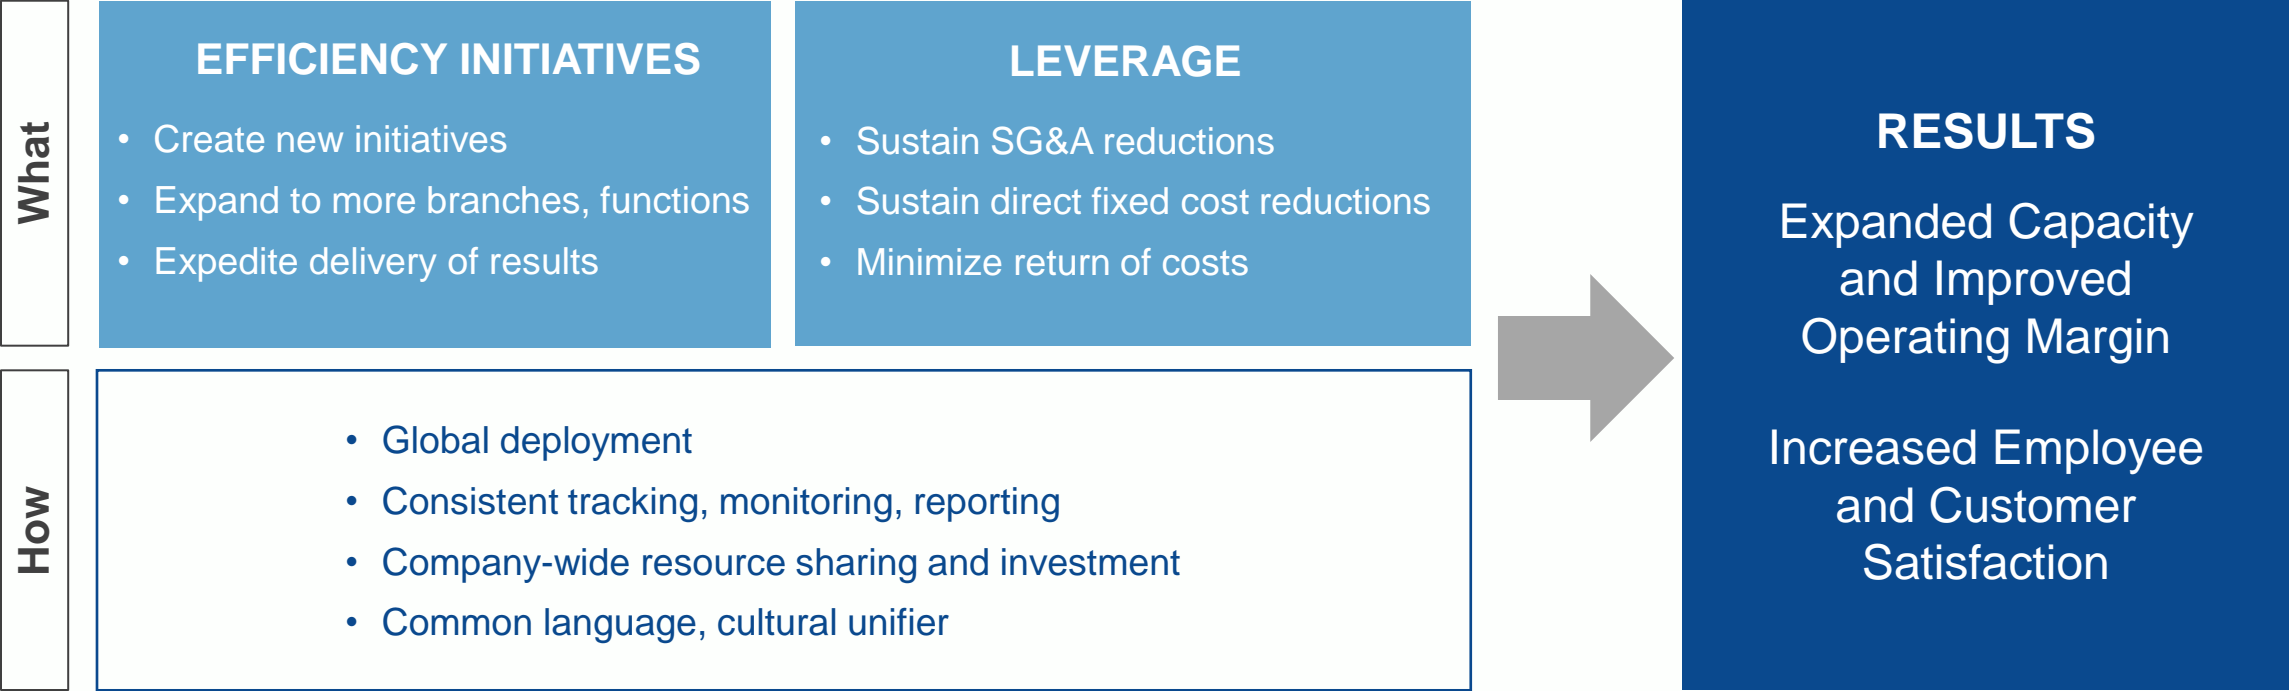 What
EFFICIENCY INITIATIVES
• Create new initiatives
• Expand to more branches, functions
• Expedite delivery of results
LEVERAGE
• Sustain SG&A reductions
• Sustain direct fixed cost reductions
• Minimize return of costs
How
• Global deployment
• Consistent tracking, monitoring, reporting
• Company-wide resource sharing and investment
• Common language, cultural unifier
RESULTS
Expanded Capacity
and Improved
Operating Margin
Increased Employee
and Customer
Satisfaction